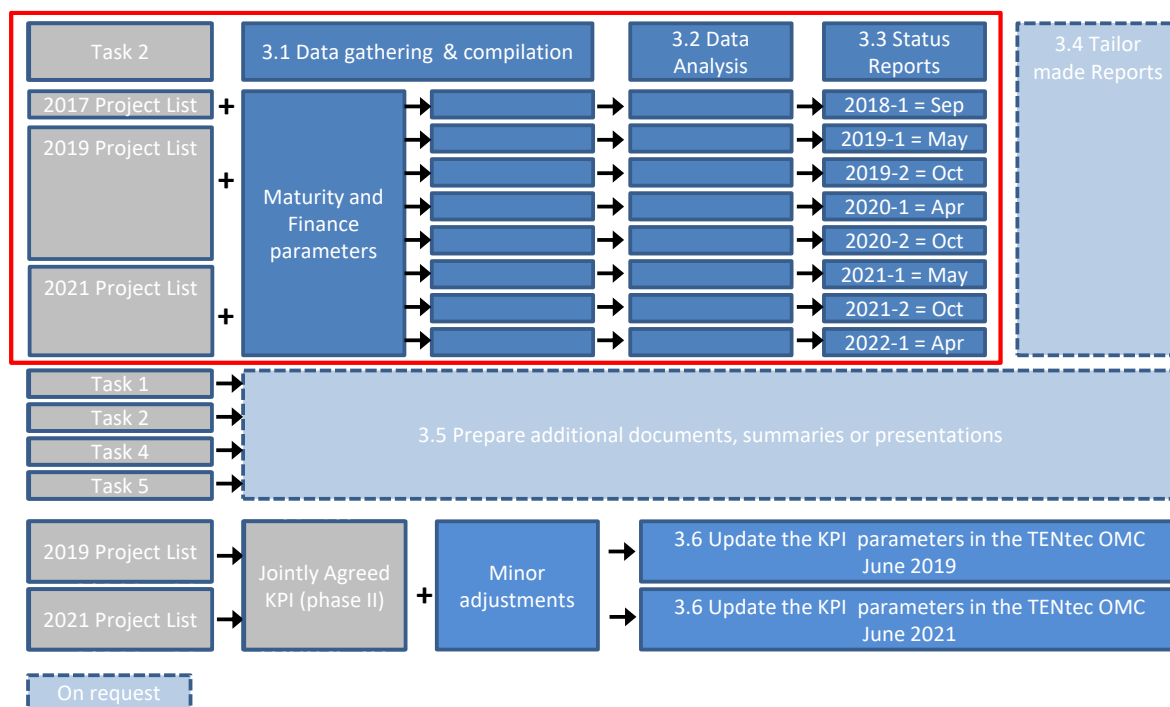 Task 2
3.1 Data gathering & compilation
3.2 Data
Analysis
3.3 Status
Reports
3.4 Tailor
made Reports
2017 Project List
+
2019 Project List
+
2021 Project List
+
Maturity and
Finance
parameters
2018-1 = Sep
2019-1 = May
2019-2 = Oct
2020-1 = Apr
2020-2 = Oct
2021-1 = May
2021-2 = Oct
2022-1 = Apr
Task 1
Task 2
Task 4
Task 5
3.5 Prepare additional documents, summaries or presentations
2019 Project List
2021 Project List
Jointly Agreed
KPI (phase II)
+
Minor
adjustments
3.6 Update the KPI parameters in the TENtec OMC
June 2019
3.6 Update the KPI parameters in the TENtec OMC
June 2021
On request